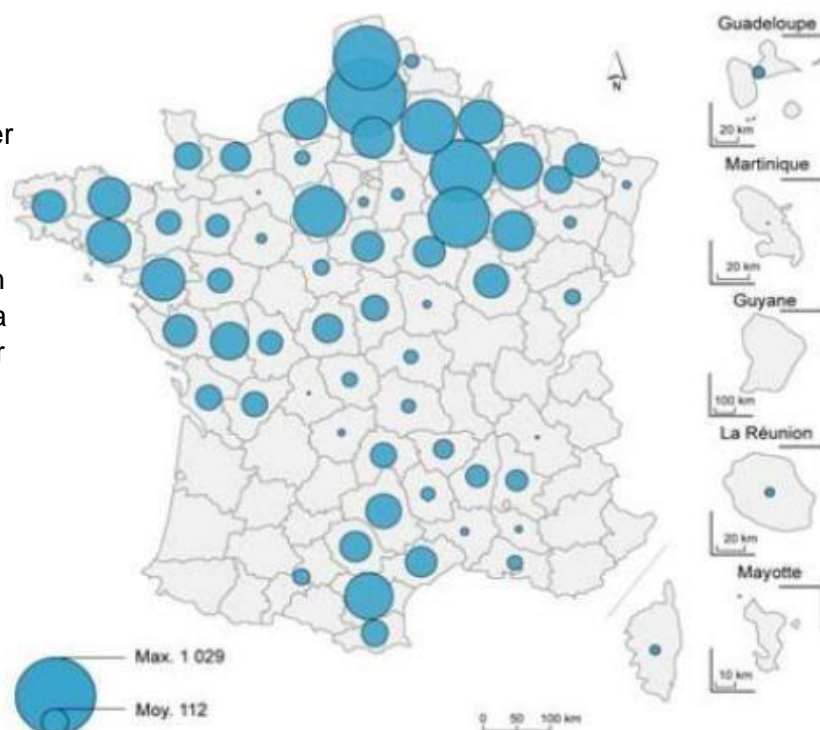 er
n
a
r
N
Guadeloupe
20 km
Martinique
20 km
Guyane
100 km
La Réunion
20 km
Mayotte
10 km
Max. 1 029
Moy. 112
0 50 100 km